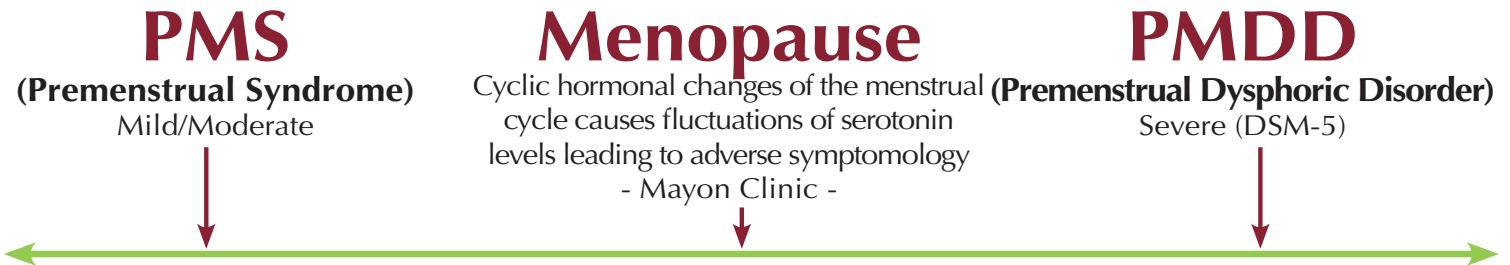 PMS
(Premenstrual Syndrome)
Mild/Moderate
Menopause
Cyclic hormonal changes of the menstrual
cycle causes fluctuations of serotonin
levels leading to adverse symptomology
- Mayon Clinic -
PMDD
(Premenstrual Dysphoric Disorder)
Severe (DSM-5)